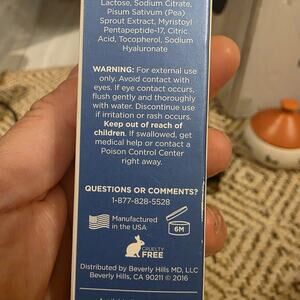 Lactose, Sodium Citrate,
Pisum Sativum (Pea)
Sprout Extract, Myristoyl
Pentapeptide-17, Citric
Acid, Tocopherol, Sodium
Hyaluronate
WARNING: For external use
only. Avoid contact with
eyes. If eye contact occurs,
flush gently and thoroughly
with water. Discontinue use
if irritation or rash occurs.
Keep out of reach of
children. If swallowed, get
medical help or contact a
Poison Control Center
right away.
QUESTIONS OR COMMENTS?
1-877-828-5528
Manufactured
in the USA
6M
CRUELTY
FREE
Distributed by Beverly Hills MD, LLC
Beverly Hills, CA 90211 © 2016